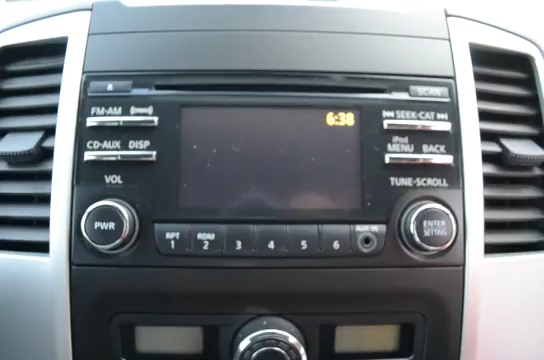 SCAN
6:38
FM·AM
SEEK·CAT
CD·AUX DISP
iPod
MENU BACK
VOL
TUNE·SCROLL
PWR
ENTER
SETTING
RPT
1
RDM
2
3
4
5
6
AUX IN